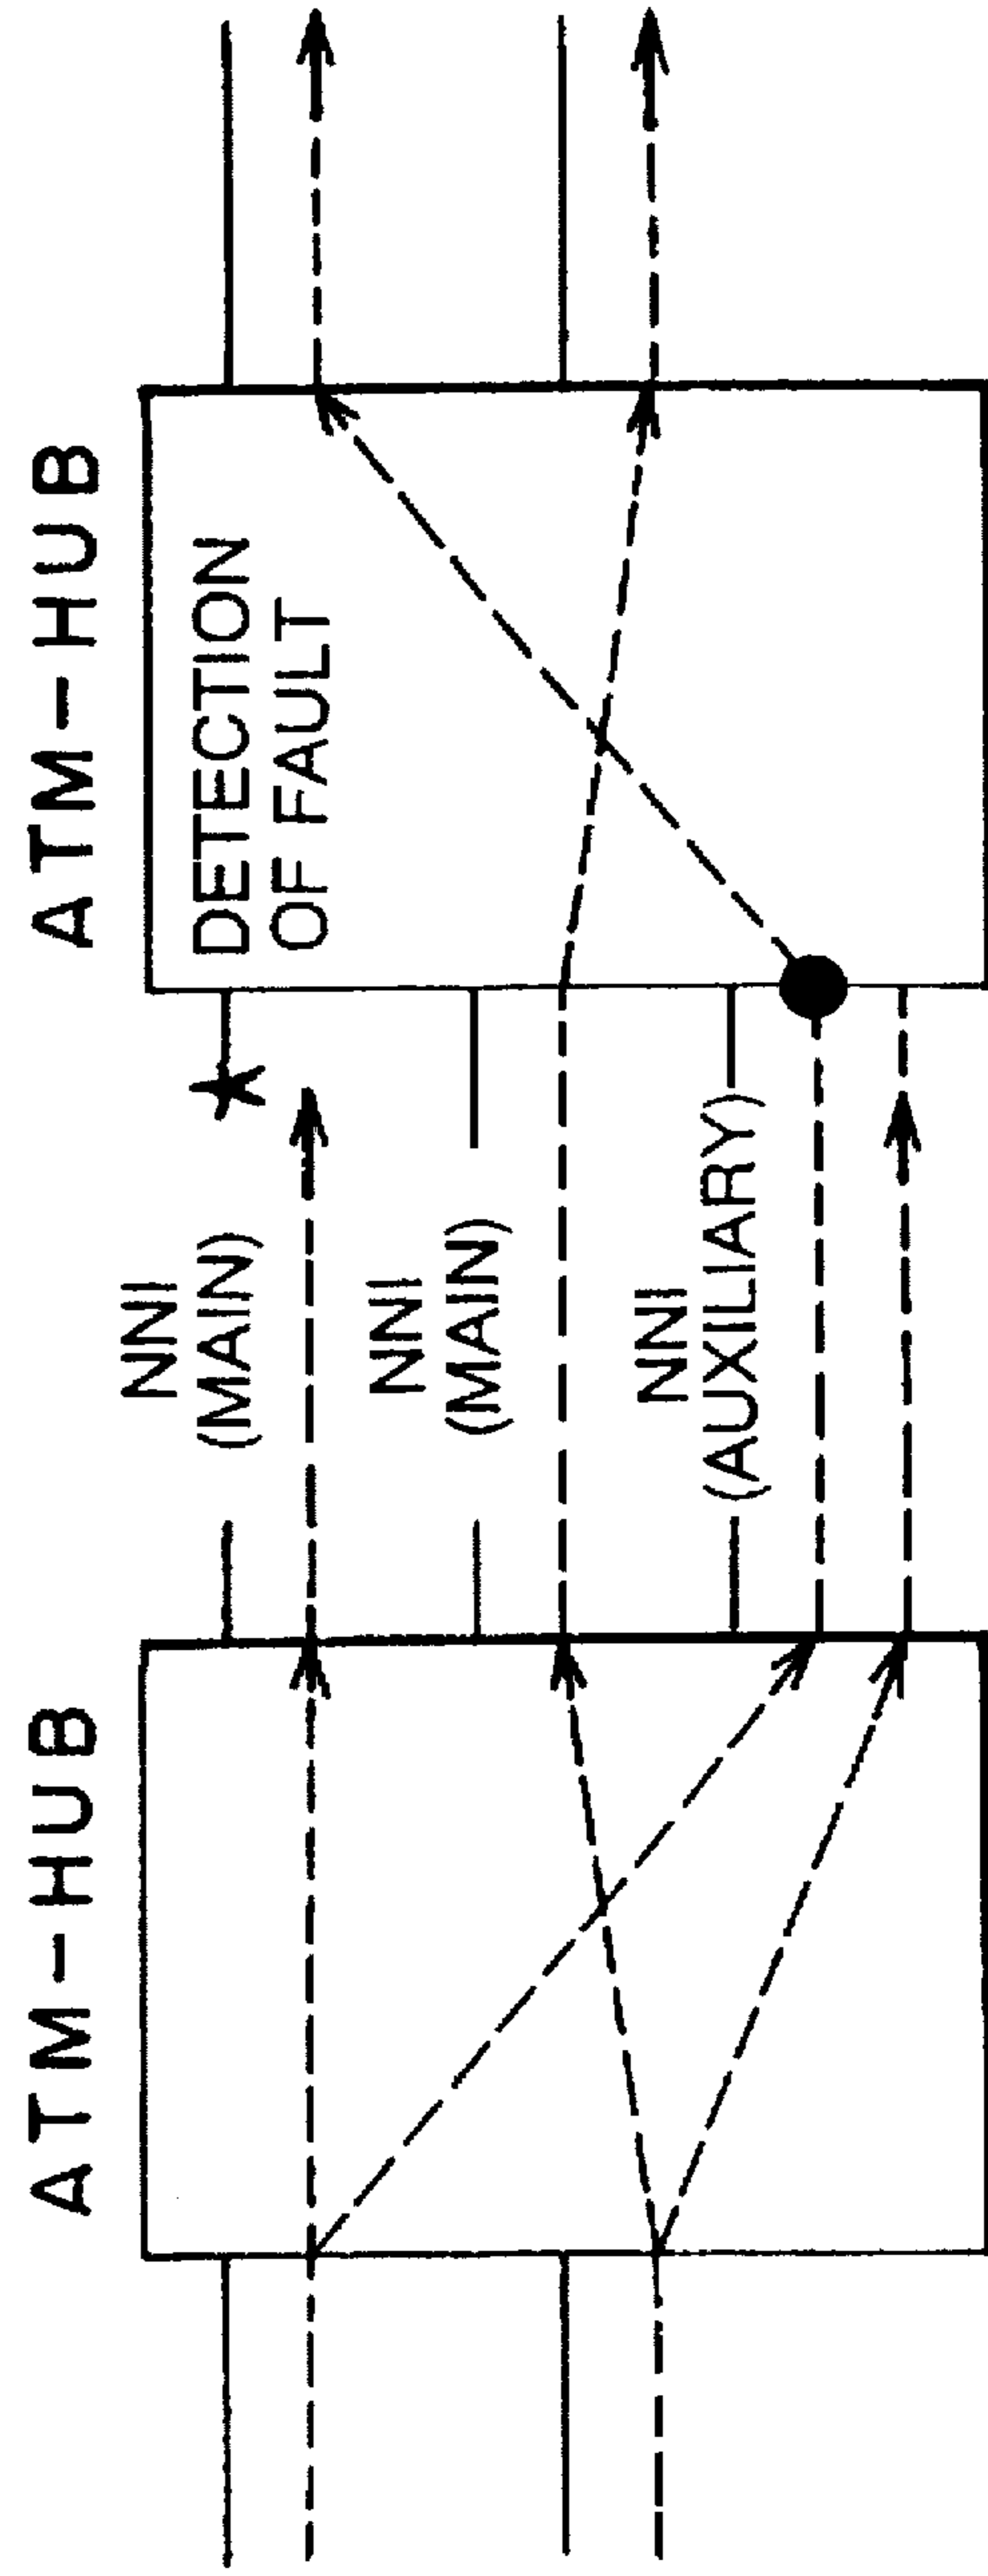 ATM-HUB
ATM-HUB
NNI
(MAIN)
NNI
(MAIN)
NNI
(AUXILIARY)
DETECTION
OF FAULT